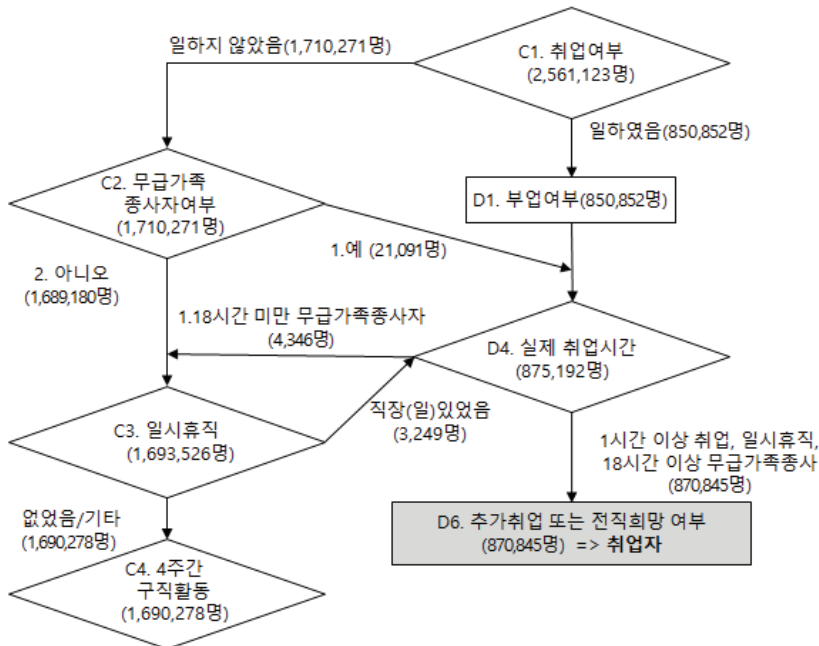 일하지 않았음(1,710,271명)
C1. 취업여부
(2,561,123명)
일하였음(850,852명)
C2. 무급가족
종사자여부
(1,710,271명)
D1. 부업여부(850,852명)
1.예 (21,091명)
2. 아니오
(1,689,180명)
1.18시간 미만 무급가족종사자
(4,346명)
D4. 실제 취업시간
(875,192명)
C3. 일시휴직
(1,693,526명)
직장(일)있었음
(3,249명)
1시간 이상 취업, 일시휴직,
18시간 이상 무급가족종사
(870,845명)
없었음/기타
(1,690,278명)
D6. 추가취업 또는 전직희망 여부
(870,845명) => 취업자
C4. 4주간
구직활동
(1,690,278명)